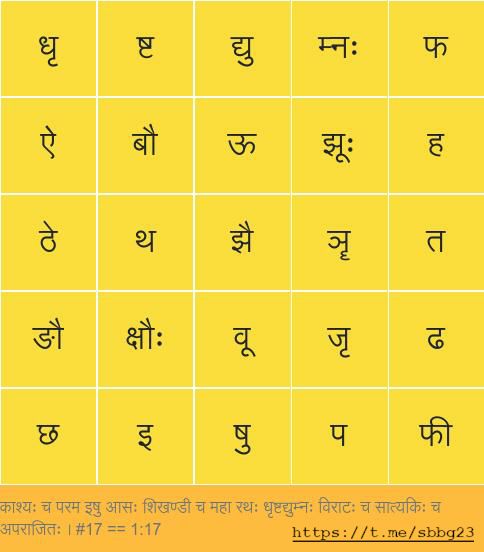 धृ ष्ट द्यु म्नः फ
ऐ बौ ऊ झूः ह
ठे थ झै ॠ त
ङौ क्षौः वू जृ ढ
छ इ षु प फी
काश्यः च परम इषु आसः शिखण्डी च महा रथः धृष्टद्युम्नः विराटः च सात्यकिः च
अपराजितः । #17 == 1:17
https://t.me/sbbg23